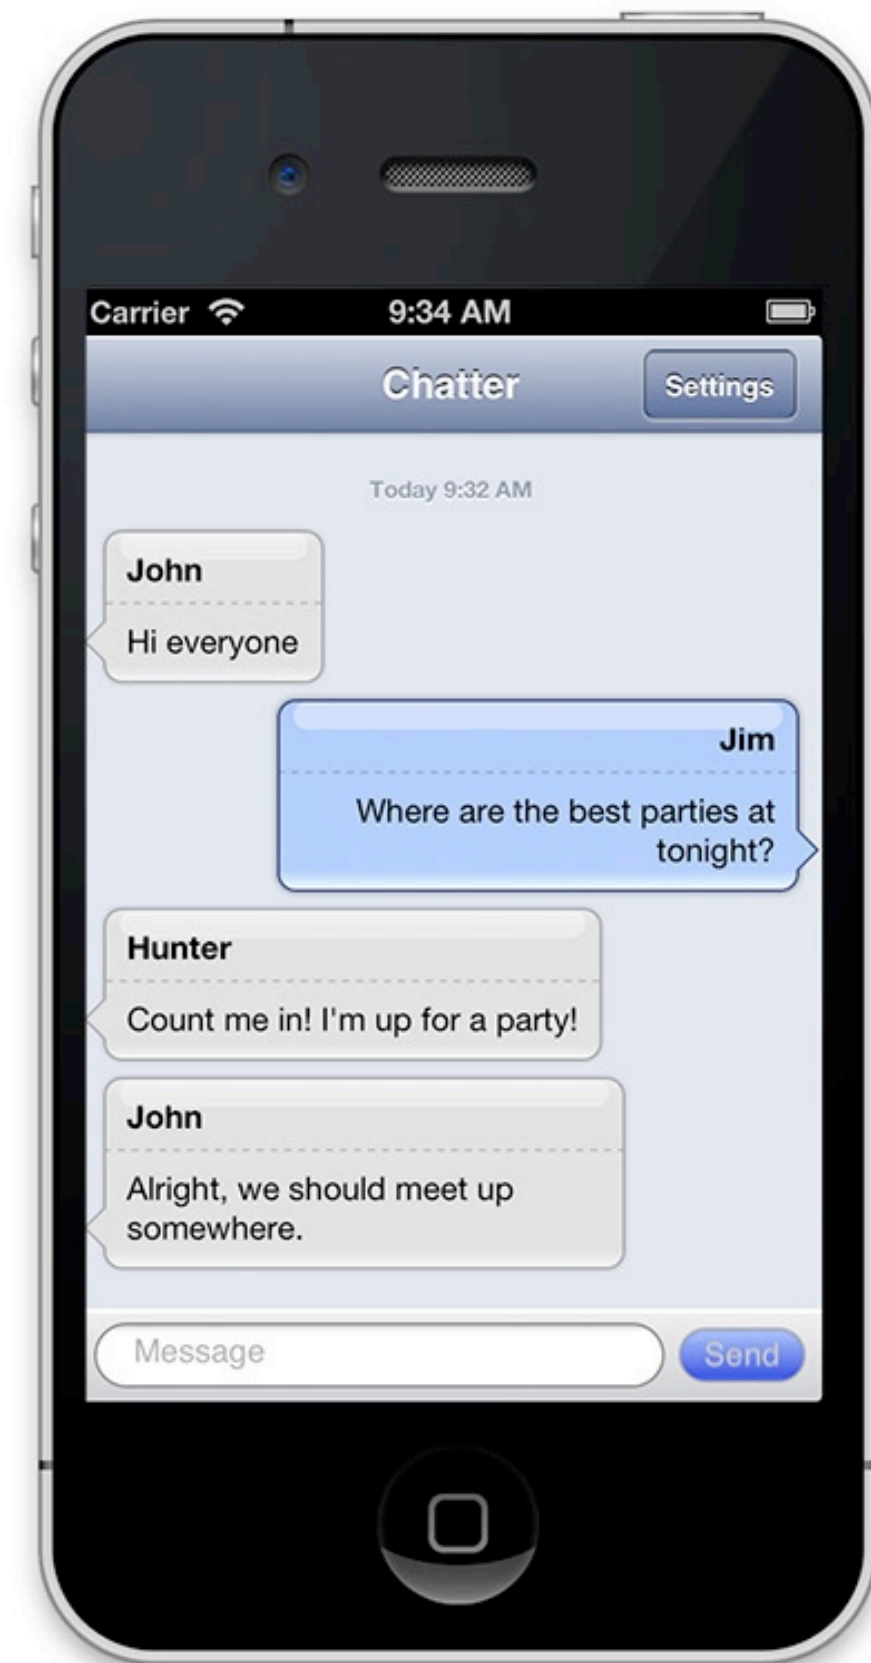 Carrier 9:34 AM
Chatter Settings
Today 9:32 AM
John
Hi everyone
Jim
Where are the best parties at
tonight?
Hunter
Count me in! I'm up for a party!
John
Alright, we should meet up
somewhere.
Message Send